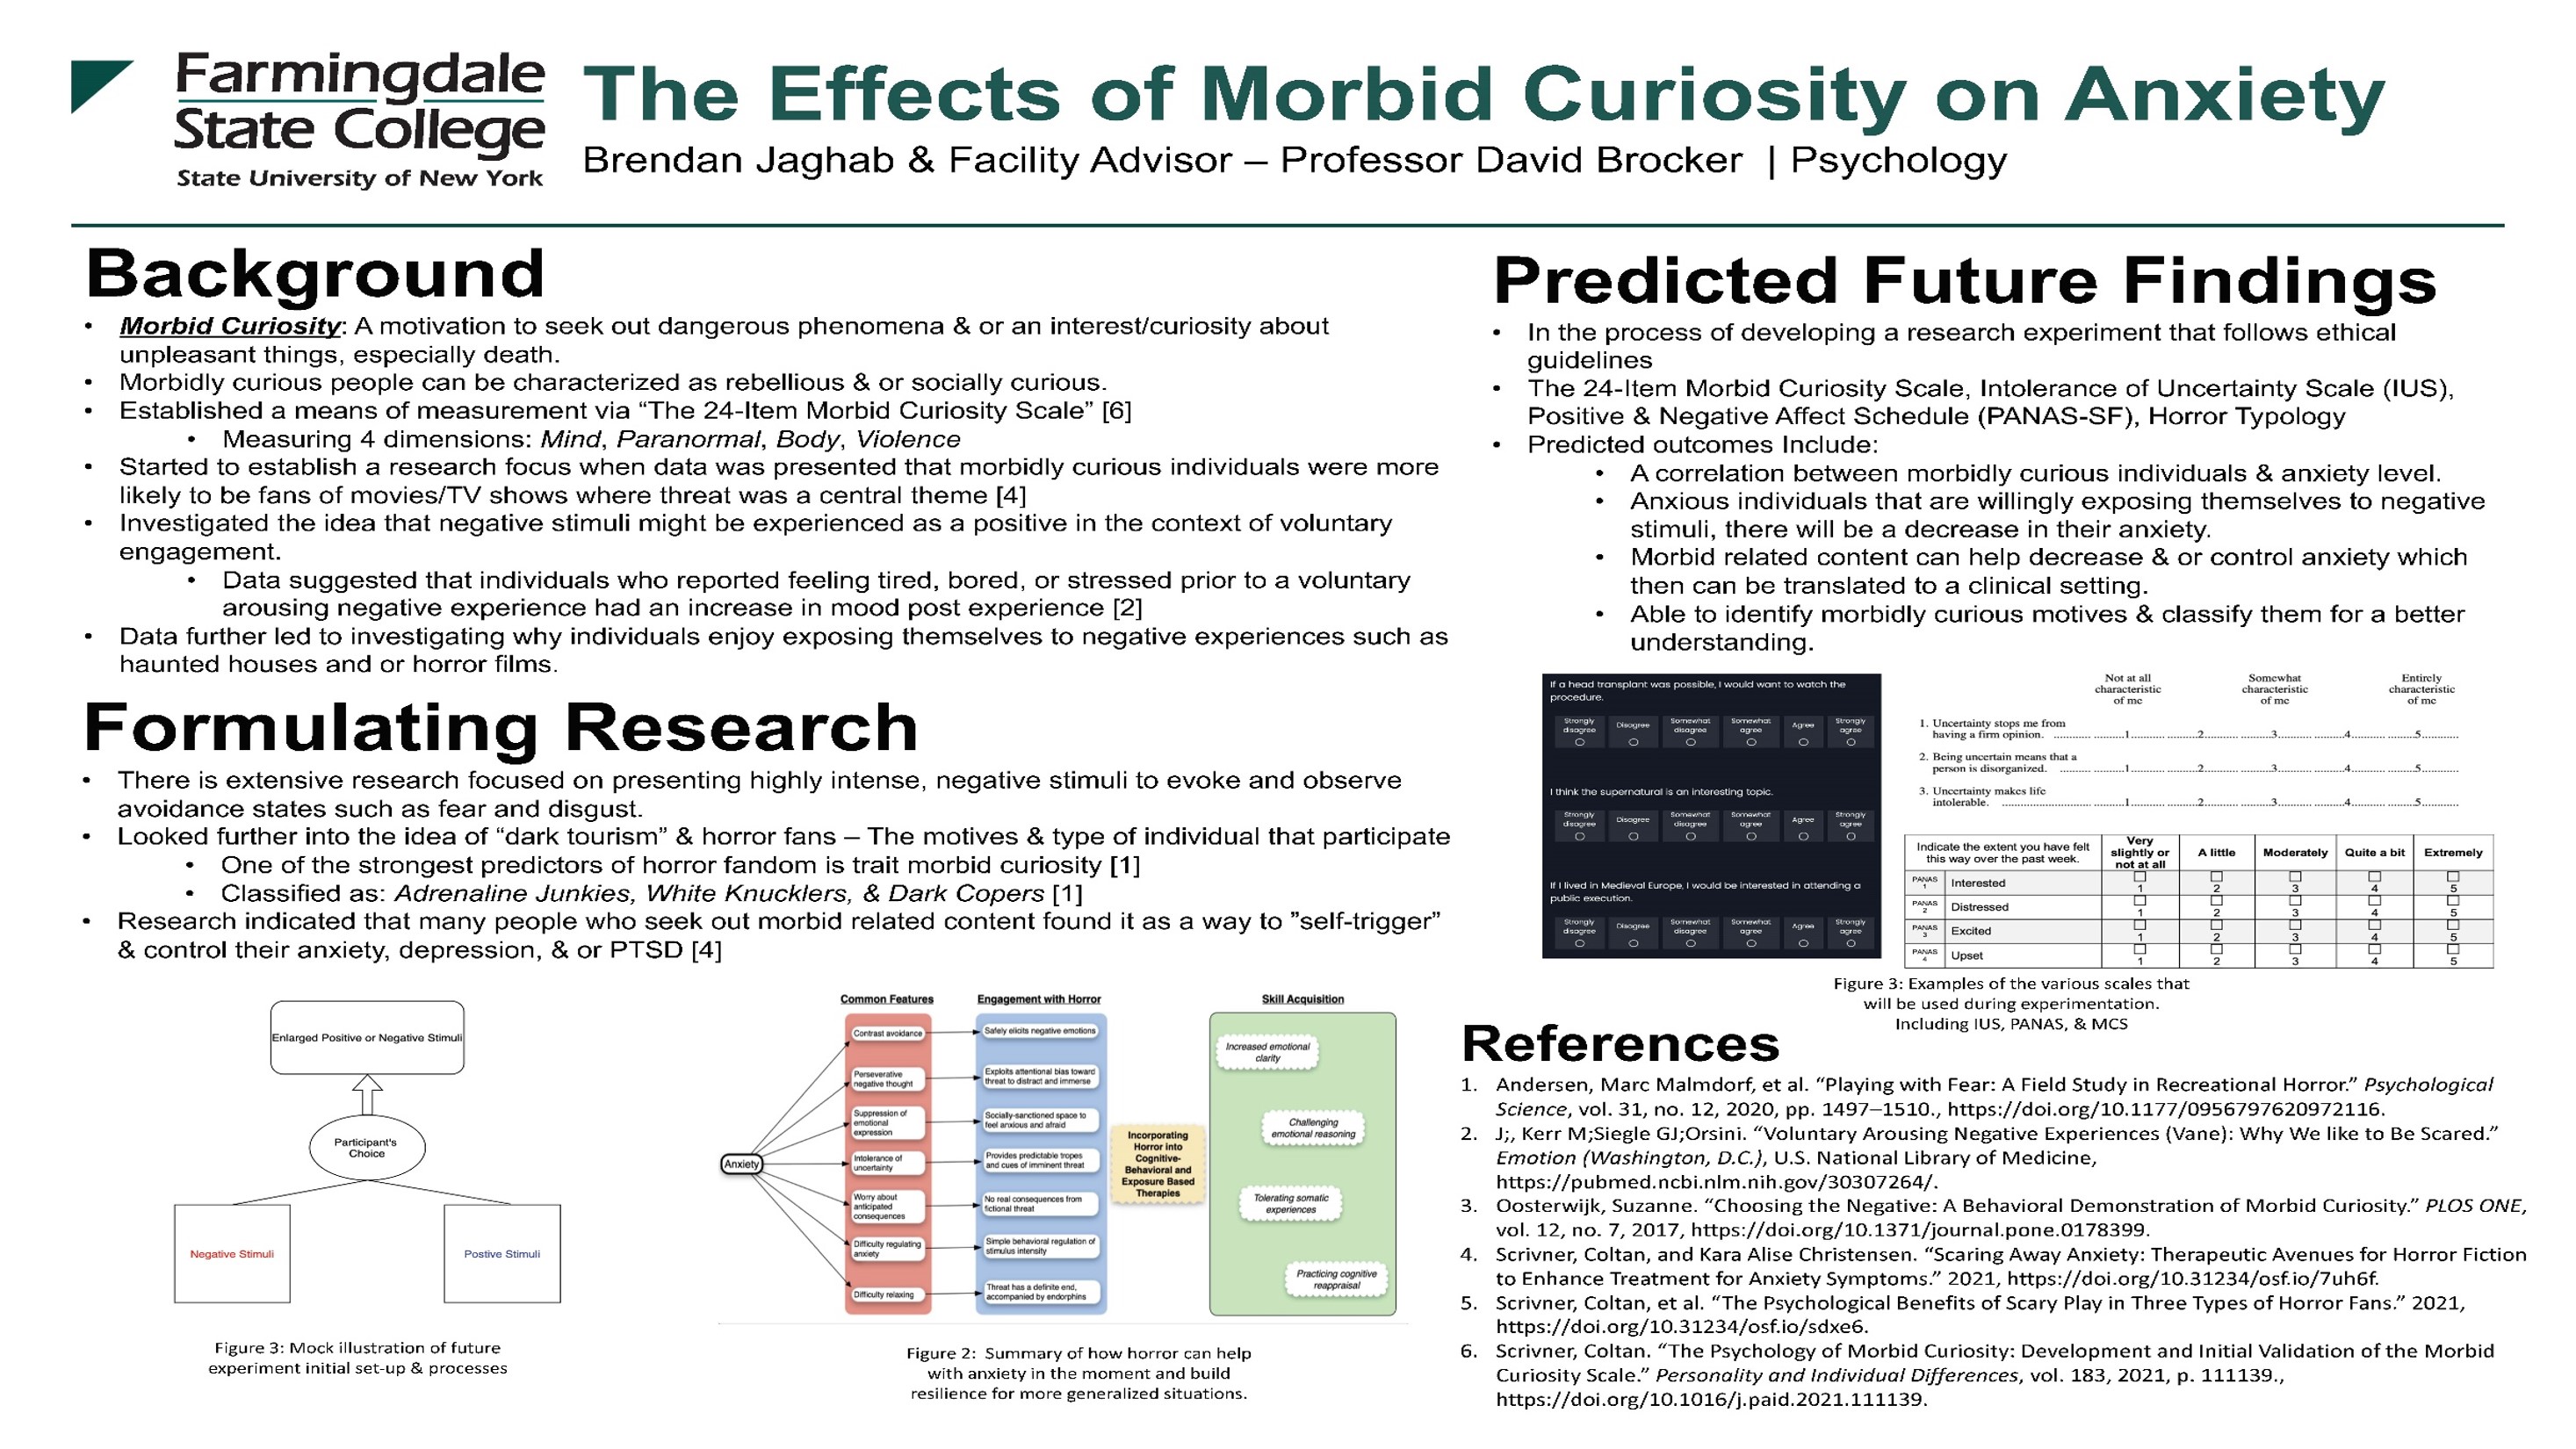 Farmingdale
State College
State University of New York
The Effects of Morbid Curiosity on Anxiety
Brendan Jaghab & Facility Advisor – Professor David Brocker | Psychology
Background
• Morbid Curiosity: A motivation to seek out dangerous phenomena & or an interest/curiosity about
unpleasant things, especially death.
• Morbidly curious people can be characterized as rebellious & or socially curious.
• Established a means of measurement via “The 24-Item Morbid Curiosity Scale” [6]
• Measuring 4 dimensions: Mind, Paranormal, Body, Violence
• Started to establish a research focus when data was presented that morbidly curious individuals were more
likely to be fans of movies/TV shows where threat was a central theme [4]
• Investigated the idea that negative stimuli might be experienced as a positive in the context of voluntary
engagement.
• Data suggested that individuals who reported feeling tired, bored, or stressed prior to a voluntary
arousing negative experience had an increase in mood post experience [2]
• Data further led to investigating why individuals enjoy exposing themselves to negative experiences such as
haunted houses and or horror films.
Formulating Research
• There is extensive research focused on presenting highly intense, negative stimuli to evoke and observe
avoidance states such as fear and disgust.
• Looked further into the idea of “dark tourism” & horror fans – The motives & type of individual that participate
• One of the strongest predictors of horror fandom is trait morbid curiosity [1]
• Classified as: Adrenaline Junkies, White Knucklers, & Dark Copers [1]
• Research indicated that many people who seek out morbid related content found it as a way to ”self-trigger”
& control their anxiety, depression, & or PTSD [4]
Enlarged Positive or Negative Stimuli
Participant's
Choice
Negative Stimuli
Postive Stimuli
Figure 3: Mock illustration of future
experiment initial set-up & processes
Common Features
Engagement with Horror
Skill Acquisition
Anxiety
Contrast avoidance
Perseverative
negative thought
Suppression of
emotional
expression
Intolerance of
uncertainty
Worry about
anticipated
consequences
Difficulty regulating
anxiety
Difficulty relaxing
Safely elicits negative emotions
Exploits attentional bias toward
threat to distract and immerse
Socially-sanctioned space to
feel anxious and afraid
Provides predictable tropes
and cues of imminent threat
No real consequences from
fictional threat
Simple behavioral regulation of
stimulus intensity
Threat has a definite end,
accompanied by endorphins
Incorporating
Horror into
Cognitive-
Behavioral and
Exposure Based
Therapies
Increased emotional
clarity
Challenging
emotional reasoning
Tolerating somatic
experiences
Practicing cognitive
reappraisal
Figure 2: Summary of how horror can help
with anxiety in the moment and build
resilience for more generalized situations.
Predicted Future Findings
• In the process of developing a research experiment that follows ethical
guidelines
• The 24-Item Morbid Curiosity Scale, Intolerance of Uncertainty Scale (IUS),
Positive & Negative Affect Schedule (PANAS-SF), Horror Typology
• Predicted outcomes Include:
• A correlation between morbidly curious individuals & anxiety level.
• Anxious individuals that are willingly exposing themselves to negative
stimuli, there will be a decrease in their anxiety.
• Morbid related content can help decrease & or control anxiety which
then can be translated to a clinical setting.
• Able to identify morbidly curious motives & classify them for a better
understanding.
If a head transplant was possible, I would want to watch the
procedure.
Strongly disagree Disagree Somewhat disagree Somewhat agree Agree Strongly agree
I think the supernatural is an interesting topic.
Strongly disagree Disagree Somewhat disagree Somewhat agree Agree Strongly agree
If I lived in Medieval Europe, I would be interested in attending a
public execution.
Strongly disagree Disagree Somewhat disagree Somewhat agree Agree Strongly agree
Not at all characteristic of me Somewhat characteristic of me Entirely characteristic of me
1. Uncertainty stops me from
having a firm opinion. ..........1..........2..........3..........4..........5..........
2. Being uncertain means that a
person is disorganized. ..........1..........2..........3..........4..........5..........
3. Uncertainty makes life
intolerable. ..........1..........2..........3..........4..........5..........
Indicate the extent you have felt this way over the past week. Very slightly or not at all A little Moderately Quite a bit Extremely
PANAS 1 Interested 1 2 3 4 5
PANAS 2 Distressed 1 2 3 4 5
PANAS 3 Excited 1 2 3 4 5
PANAS 4 Upset 1 2 3 4 5
Figure 3: Examples of the various scales that
will be used during experimentation.
Including IUS, PANAS, & MCS
References
1. Andersen, Marc Malmdorf, et al. “Playing with Fear: A Field Study in Recreational Horror.” Psychological
Science, vol. 31, no. 12, 2020, pp. 1497–1510., https://doi.org/10.1177/0956797620972116.
2. J;, Kerr M;Siegle GJ;Orsini. “Voluntary Arousing Negative Experiences (Vane): Why We like to Be Scared.”
Emotion (Washington, D.C.), U.S. National Library of Medicine,
https://pubmed.ncbi.nlm.nih.gov/30307264/.
3. Oosterwijk, Suzanne. “Choosing the Negative: A Behavioral Demonstration of Morbid Curiosity.” PLOS ONE,
vol. 12, no. 7, 2017, https://doi.org/10.1371/journal.pone.0178399.
4. Scrivner, Coltan, and Kara Alise Christensen. “Scaring Away Anxiety: Therapeutic Avenues for Horror Fiction
to Enhance Treatment for Anxiety Symptoms.” 2021, https://doi.org/10.31234/osf.io/7uh6f.
5. Scrivner, Coltan, et al. “The Psychological Benefits of Scary Play in Three Types of Horror Fans.” 2021,
https://doi.org/10.31234/osf.io/sdxe6.
6. Scrivner, Coltan. “The Psychology of Morbid Curiosity: Development and Initial Validation of the Morbid
Curiosity Scale.” Personality and Individual Differences, vol. 183, 2021, p. 111139.,
https://doi.org/10.1016/j.paid.2021.111139.